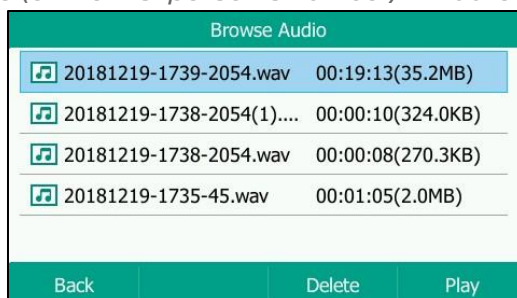 Browse Audio
20181219-1739-2054.wav 00:19:13(35.2MB)
20181219-1738-2054(1).... 00:00:10(324.0KB)
20181219-1738-2054.wav 00:00:08(270.3KB)
20181219-1735-45.wav 00:01:05(2.0MB)
Back Delete Play